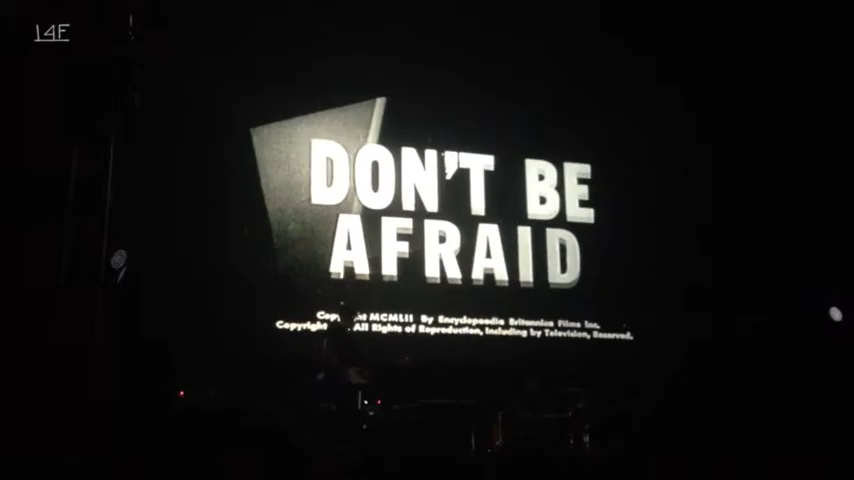 14F
DON'T BE
AFRAID
MCMLII By Encyclopaedia Britannica Films Inc.
Copyright All Rights of Reproduction, Including by Television, Reserved.